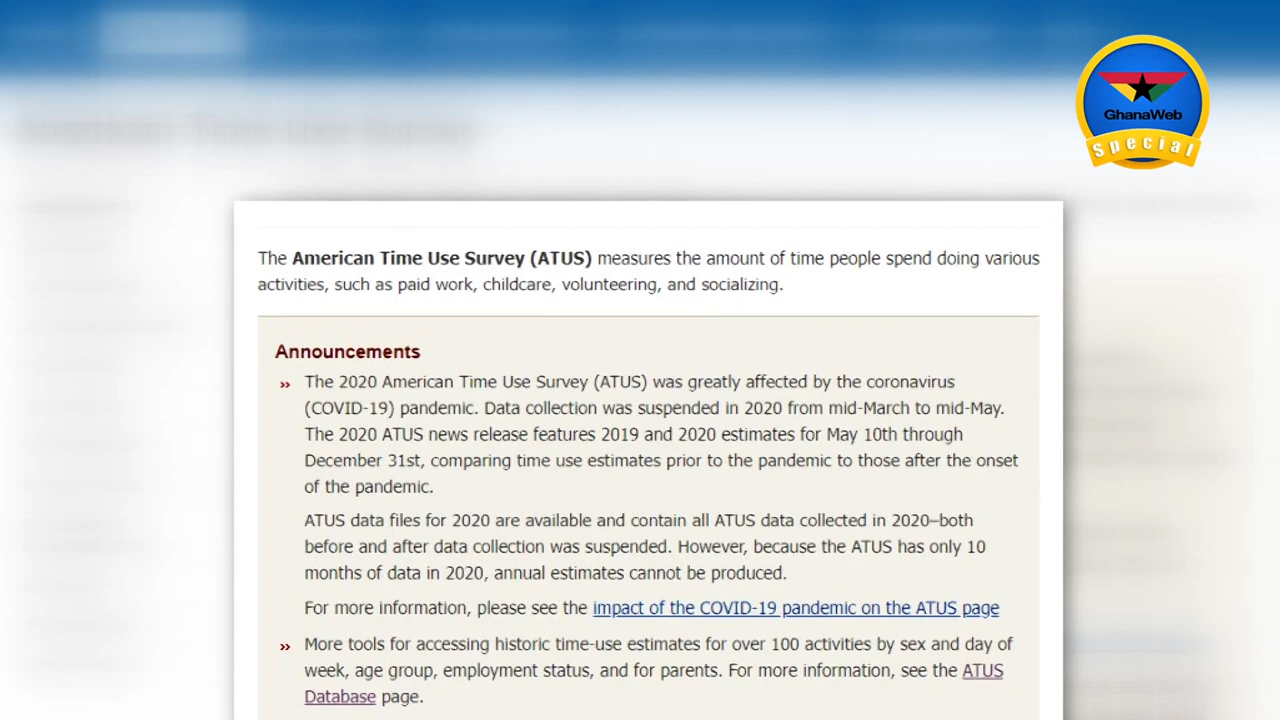 GhanaWeb
Special
The American Time Use Survey (ATUS) measures the amount of time people spend doing various
activities, such as paid work, childcare, volunteering, and socializing.
Announcements
›› The 2020 American Time Use Survey (ATUS) was greatly affected by the coronavirus
(COVID-19) pandemic. Data collection was suspended in 2020 from mid-March to mid-May.
The 2020 ATUS news release features 2019 and 2020 estimates for May 10th through
December 31st, comparing time use estimates prior to the pandemic to those after the onset
of the pandemic.
ATUS data files for 2020 are available and contain all ATUS data collected in 2020–both
before and after data collection was suspended. However, because the ATUS has only 10
months of data in 2020, annual estimates cannot be produced.
For more information, please see the impact of the COVID-19 pandemic on the ATUS page
›› More tools for accessing historic time-use estimates for over 100 activities by sex and day of
week, age group, employment status, and for parents. For more information, see the ATUS
Database page.